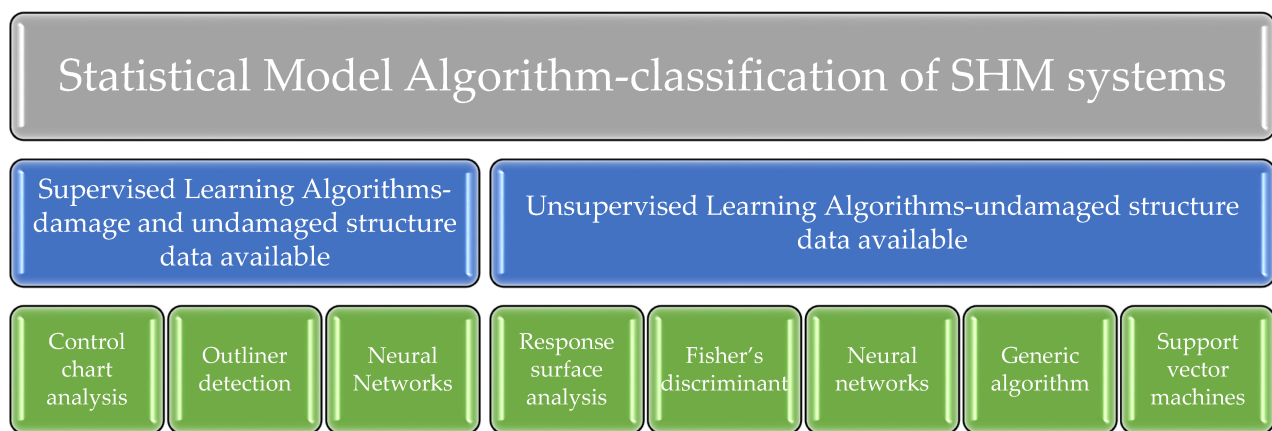 Statistical Model Algorithm-classification of SHM systems
Supervised Learning Algorithms-
damage and undamaged structure
data available
Unsupervised Learning Algorithms-undamaged structure
data available
Control
chart
analysis
Outliner
detection
Neural
Networks
Response
surface
analysis
Fisher's
discriminant
Neural
networks
Generic
algorithm
Support
vector
machines